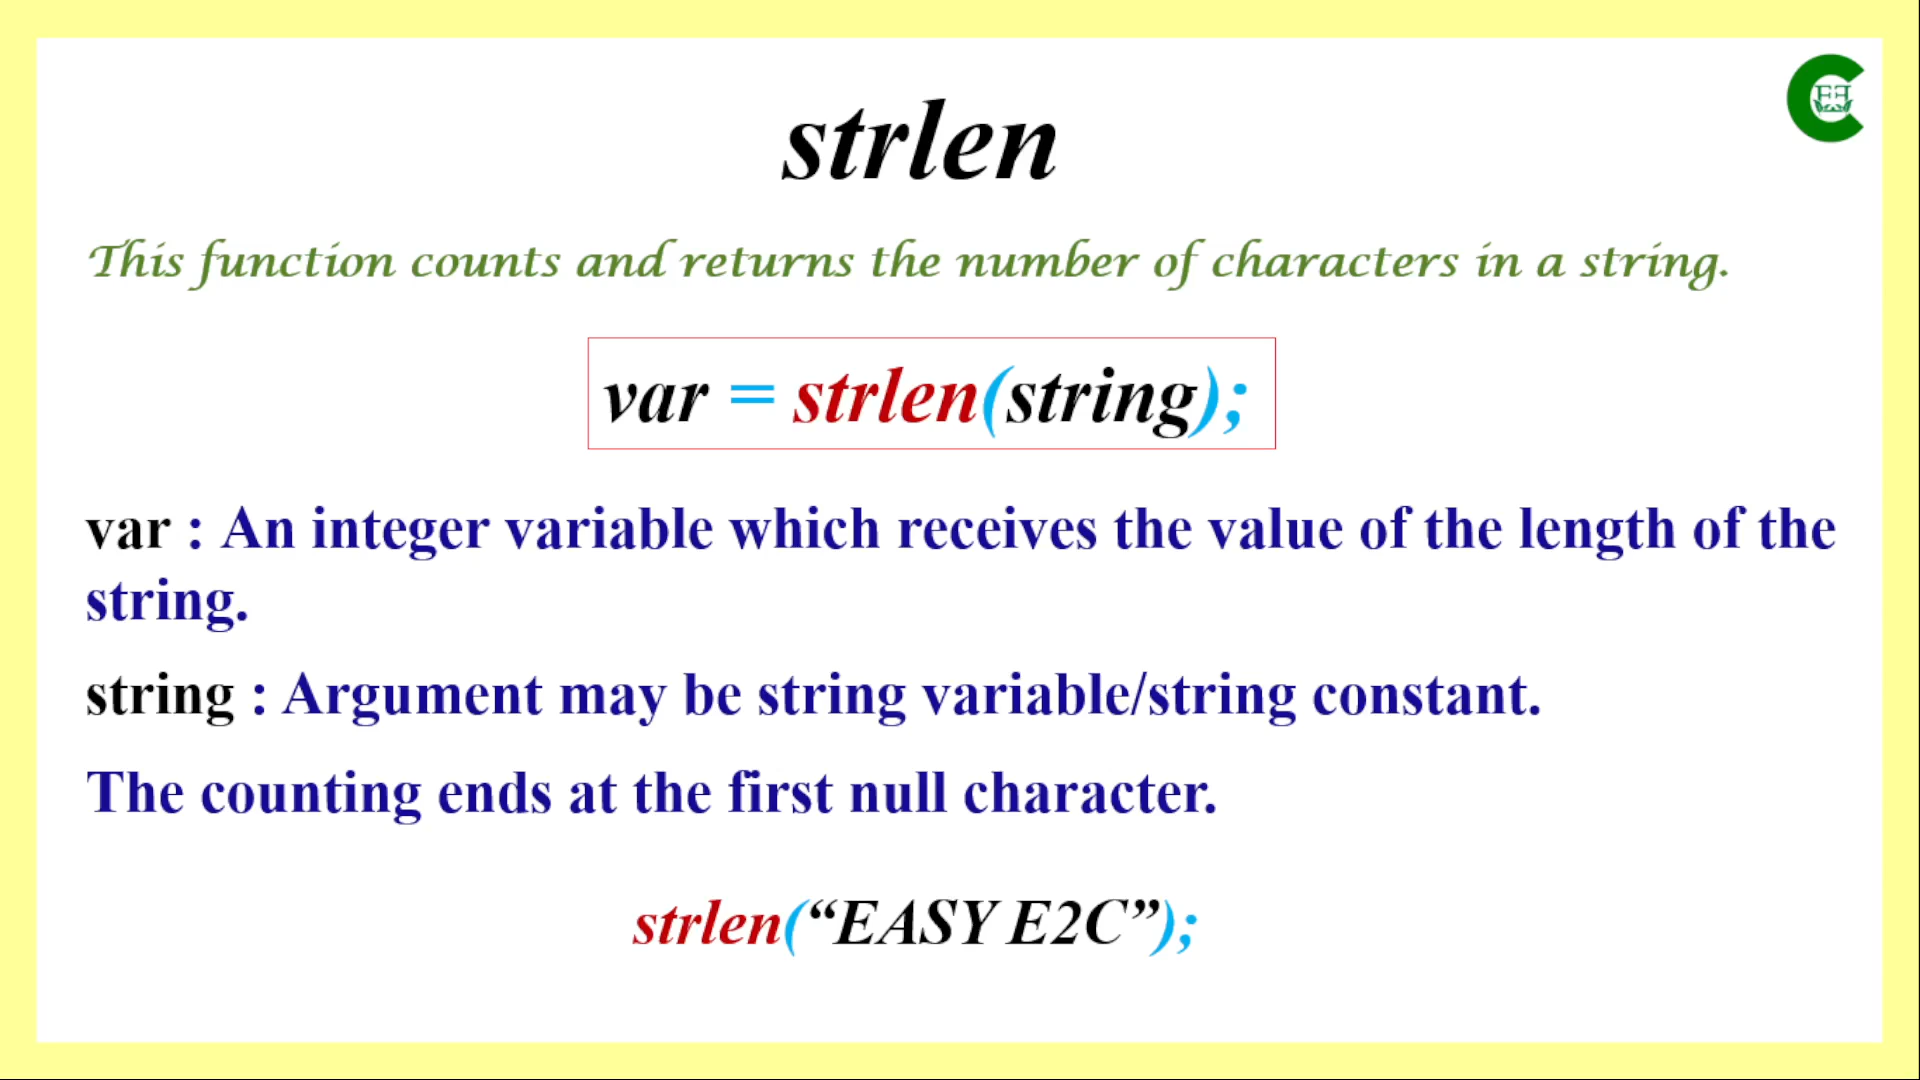 strlen
This function counts and returns the number of characters in a string.
var = strlen(string);
var : An integer variable which receives the value of the length of the
string.
string : Argument may be string variable/string constant.
The counting ends at the first null character.
strlen(“EASY E2C”);